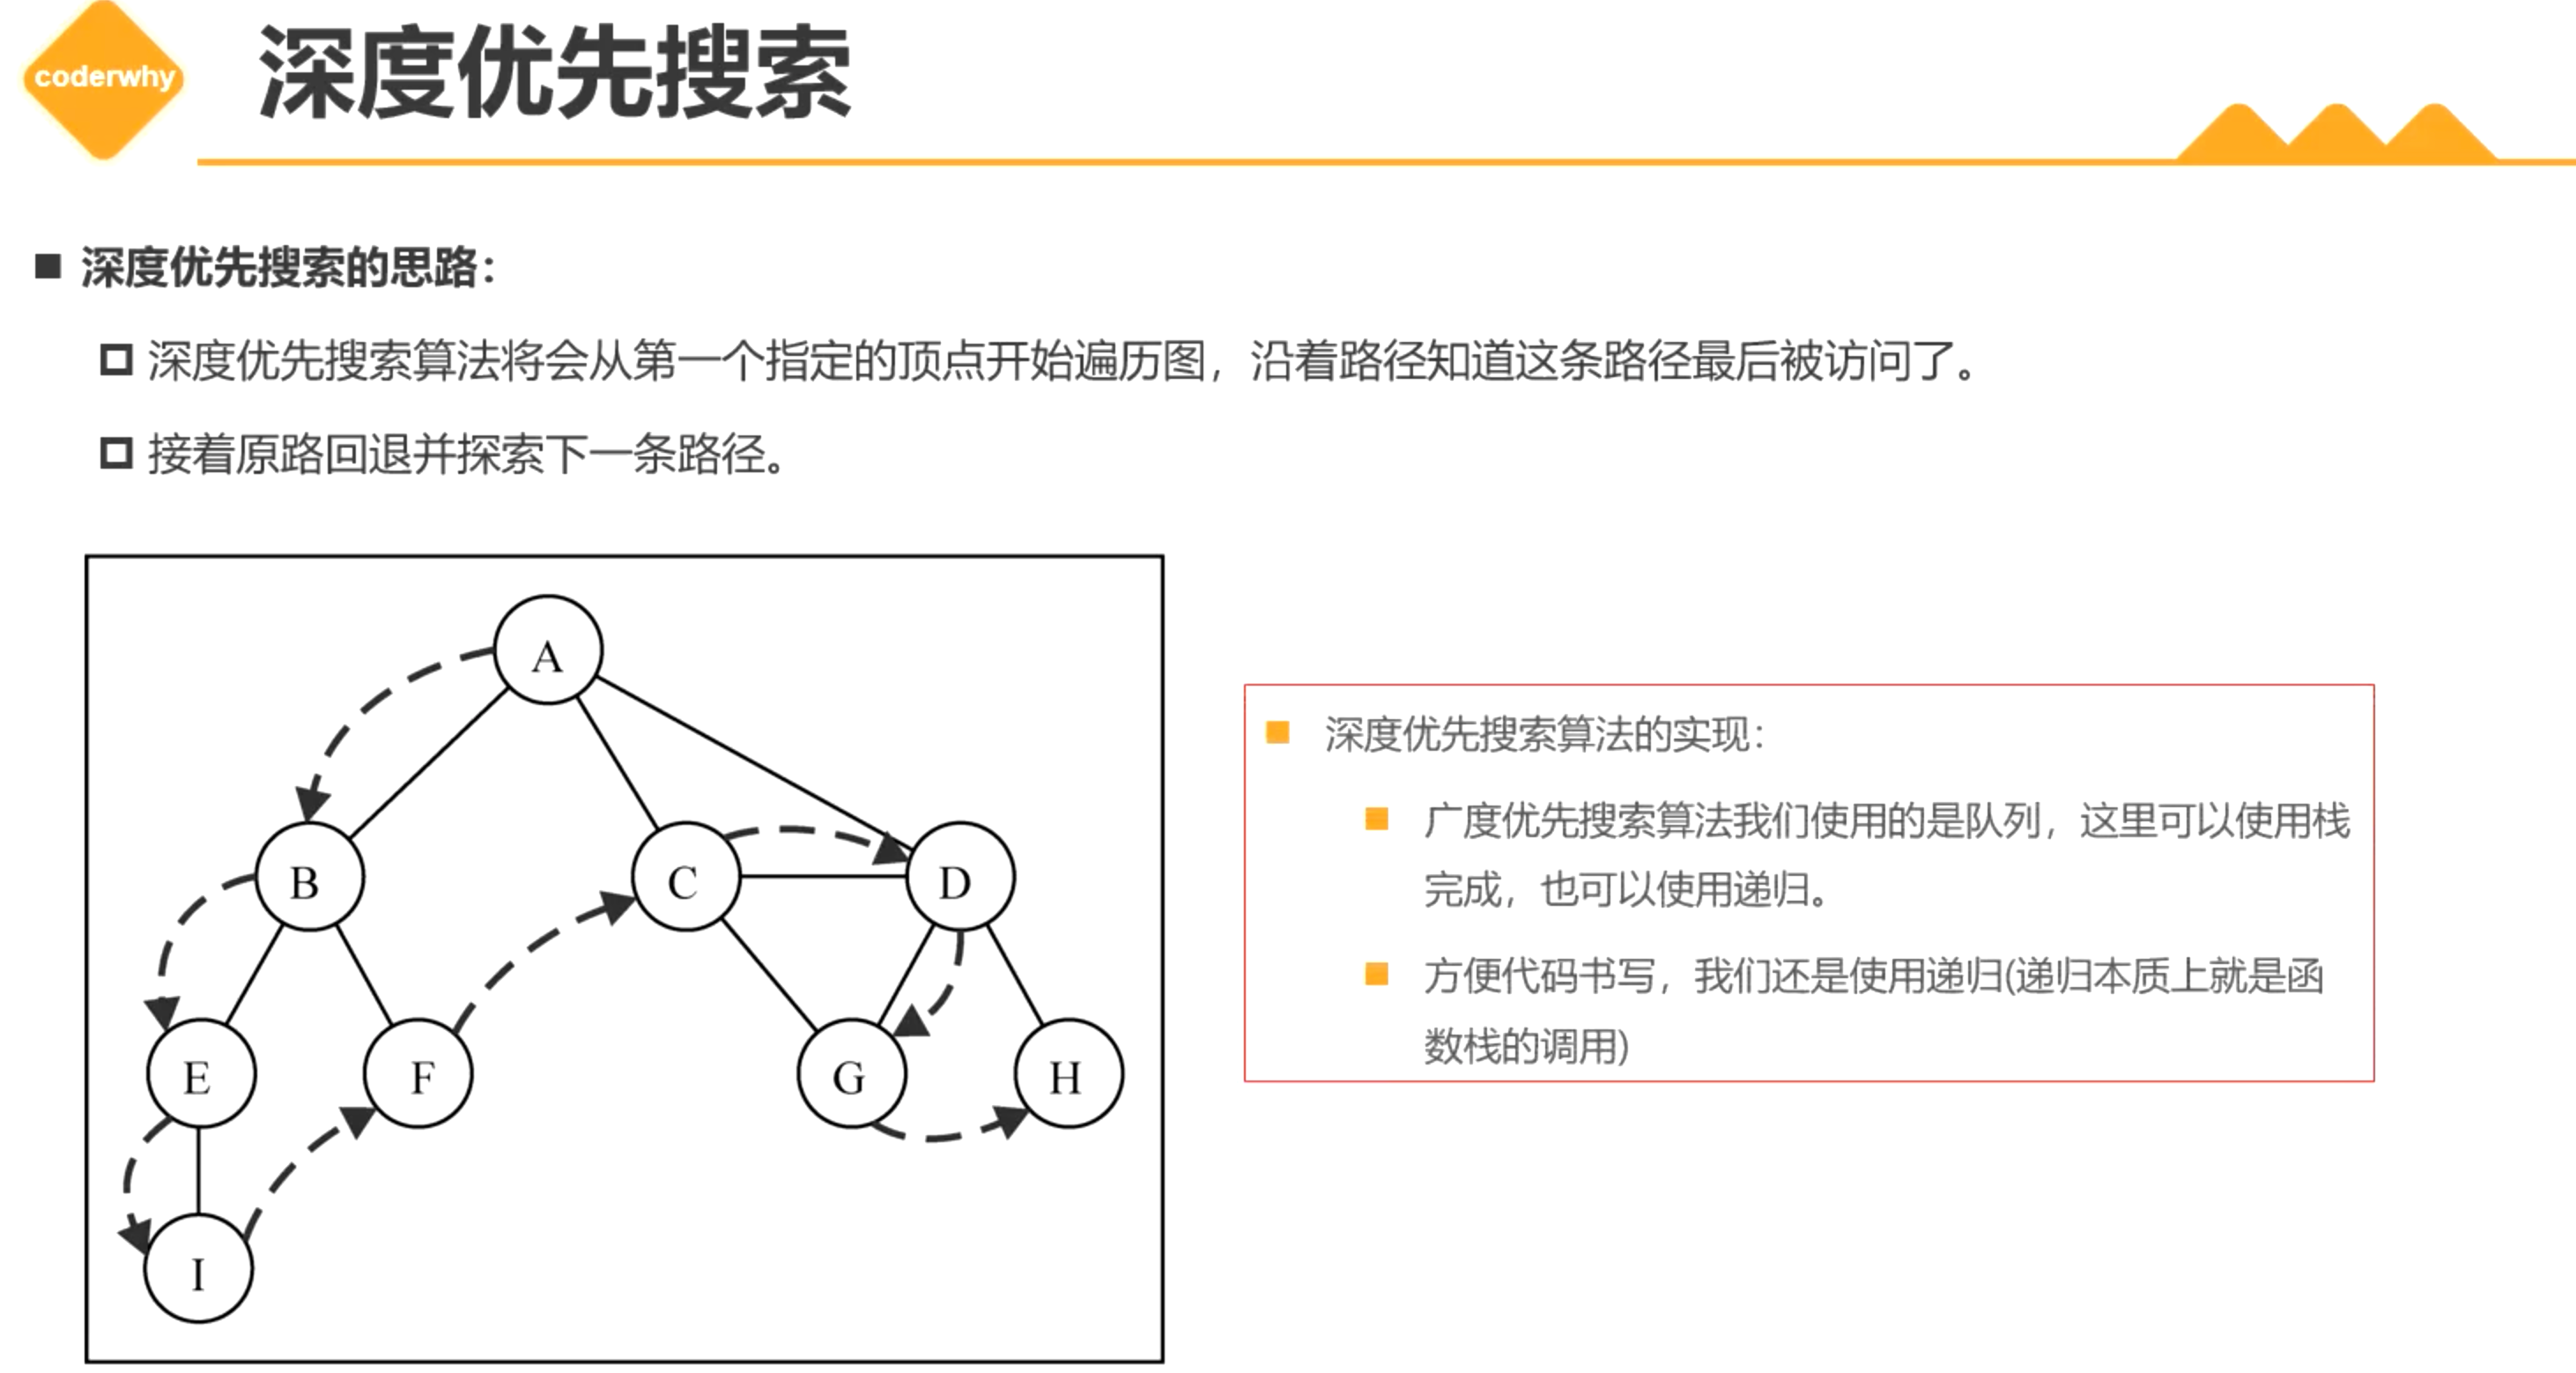 coderwhy
深度优先搜索
深度优先搜索的思路：
深度优先搜索算法将会从第一个指定的顶点开始遍历图，沿着路径知道这条路径最后被访问了。
接着原路回退并探索下一条路径。
A
B
C
D
E
F
G
H
I
深度优先搜索算法的实现：
广度优先搜索算法我们使用的是队列，这里可以使用栈
完成，也可以使用递归。
方便代码书写，我们还是使用递归(递归本质上就是函
数栈的调用)